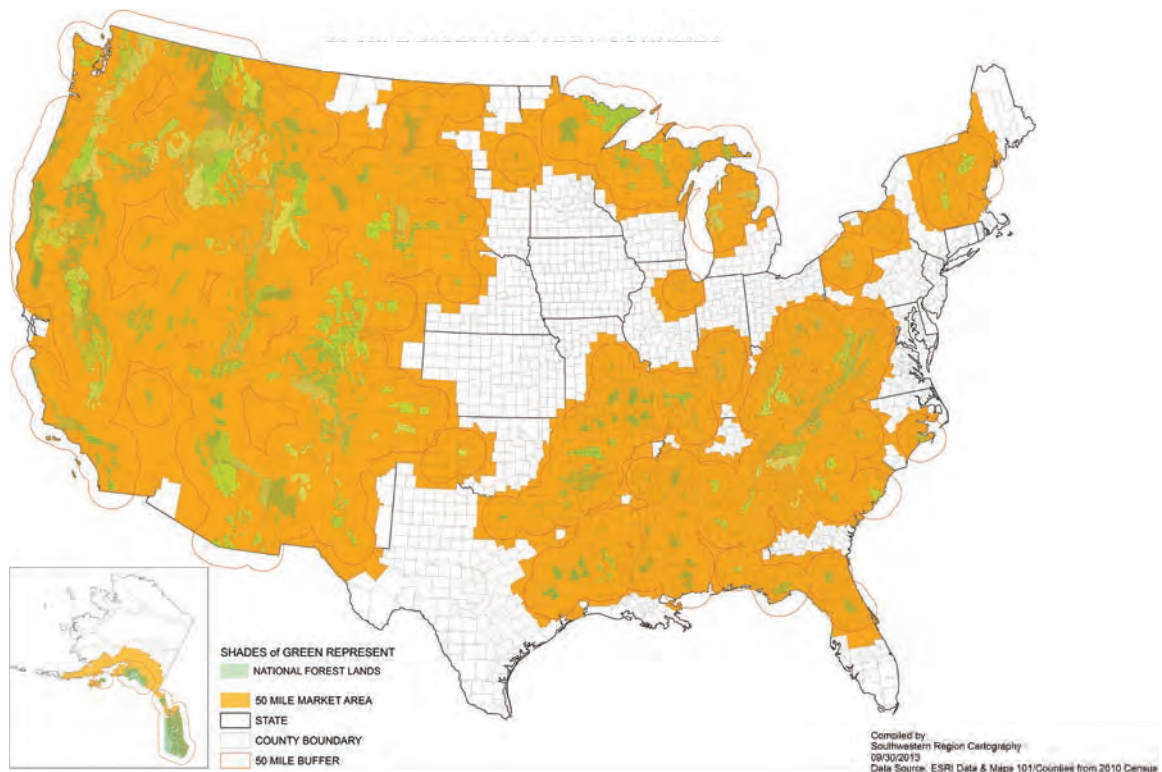 SHADES of GREEN REPRESENT
NATIONAL FOREST LANDS
50 MILE MARKET AREA
STATE
COUNTY BOUNDARY
50 MILE BUFFER
Compiled by
Southwestern Region Cartography
09/30/2013
Data Source: ESRI Data & Maps 101/Counties from 2010 Census